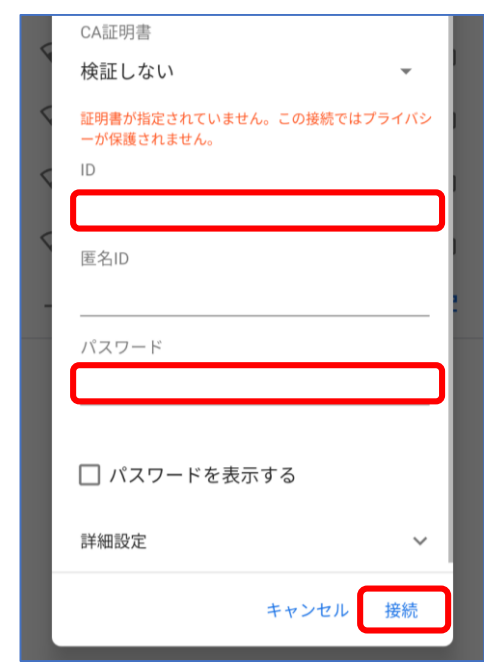 CA証明書
検証しない
証明書が指定されていません。この接続ではプライバシ
ーが保護されません。
ID
匿名ID
パスワード
パスワードを表示する
詳細設定
キャンセル
接続